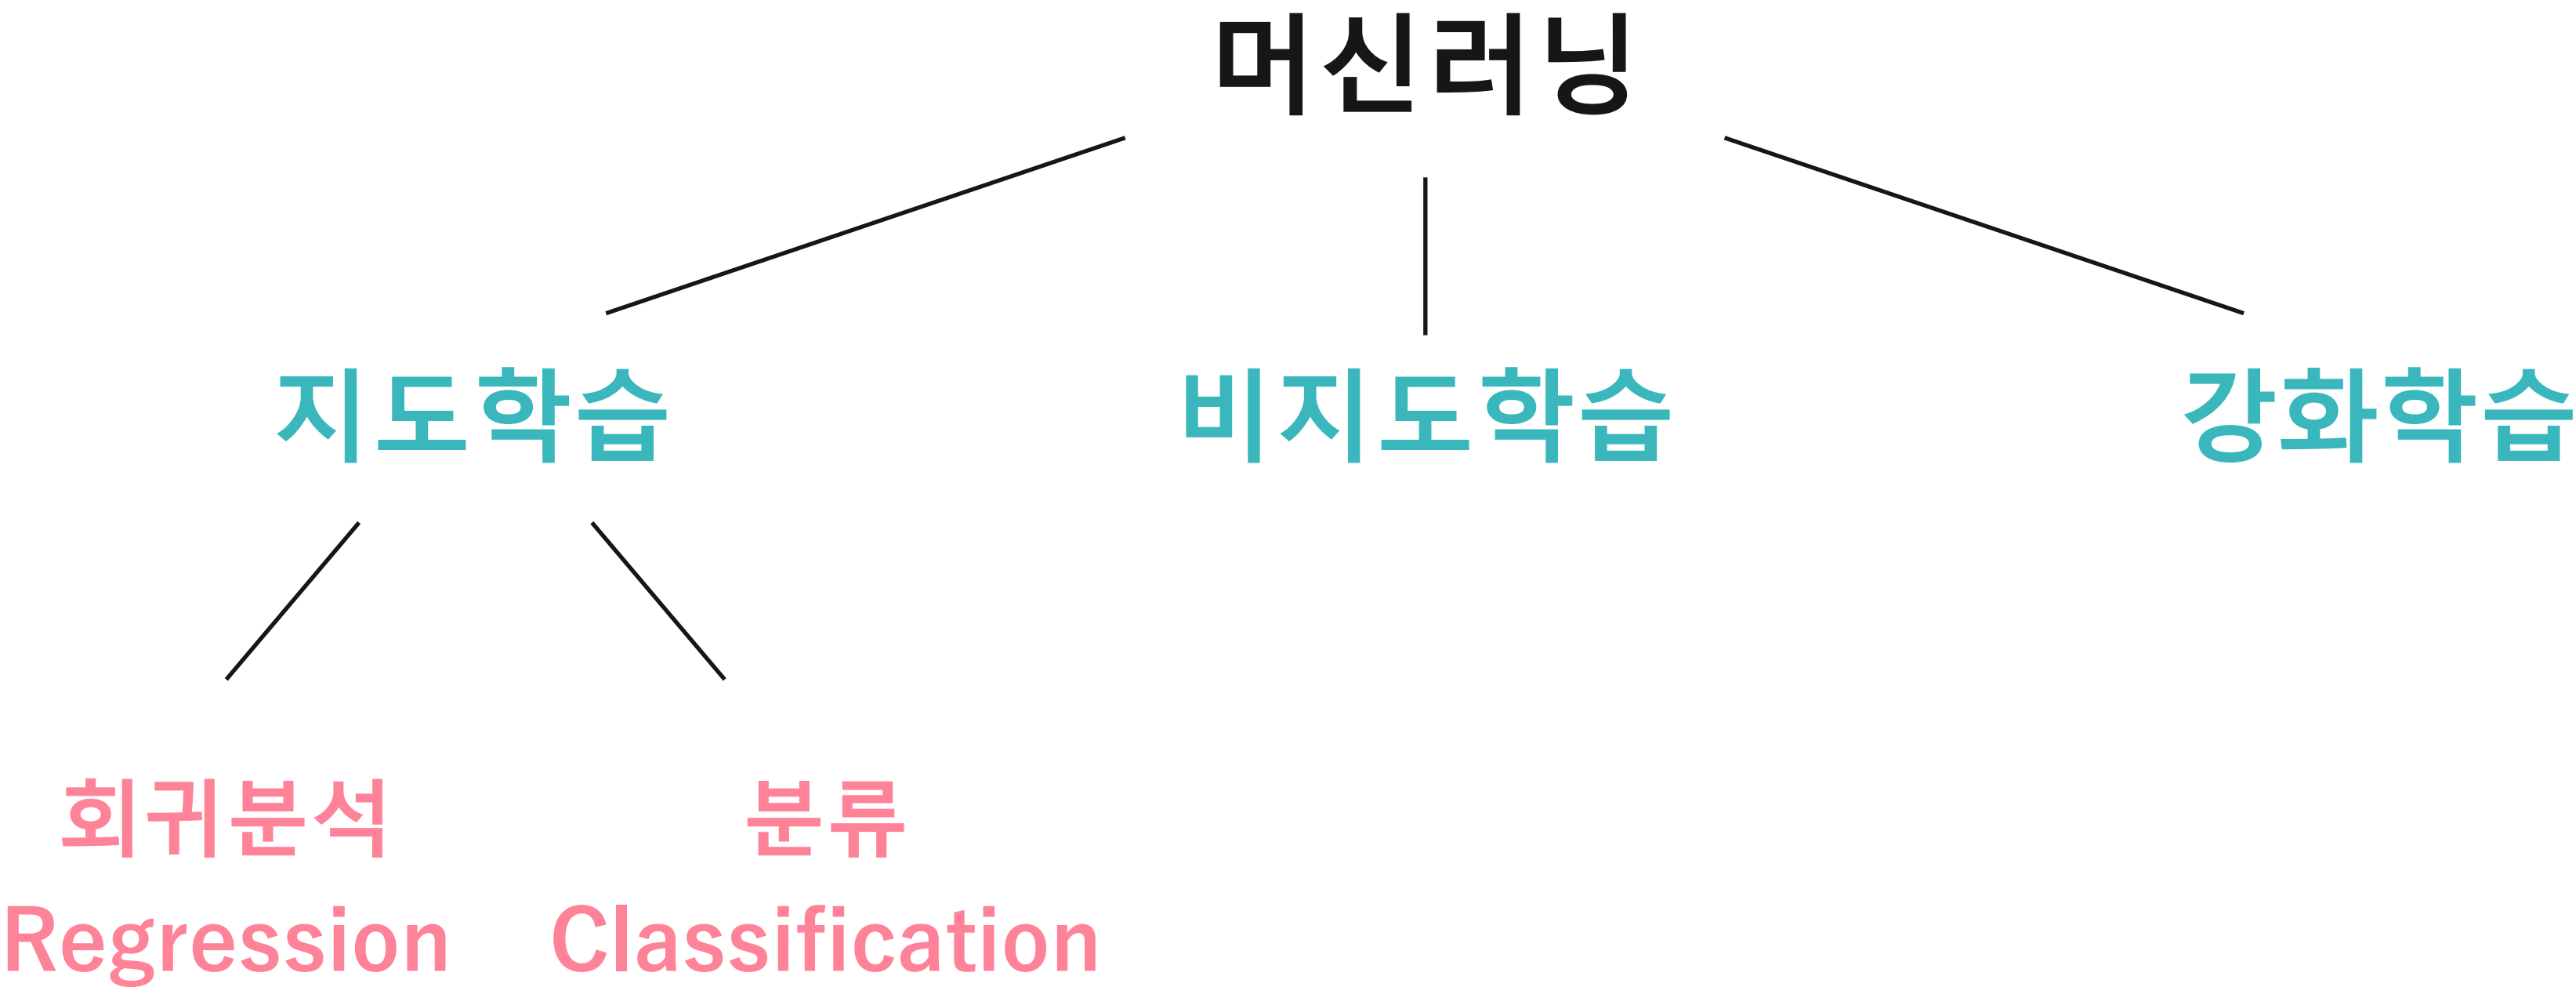 머신러닝
지도학습
비지도학습
강화학습
회귀분석
Regression
분류
Classification